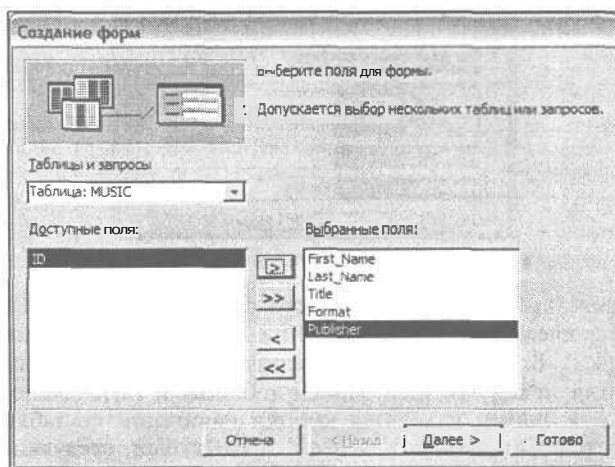 Создание форм
берите поля для формы.
Допускается выбор нескольких таблиц или запросов.
Таблицы и запросы
Таблица: MUSIC
Доступные поля:
Выбранные поля:
ID
First_Name
Last_Name
Title
Format
Publisher
>
>>
<
<<
Отмена
< Назад
Далее >
Готово